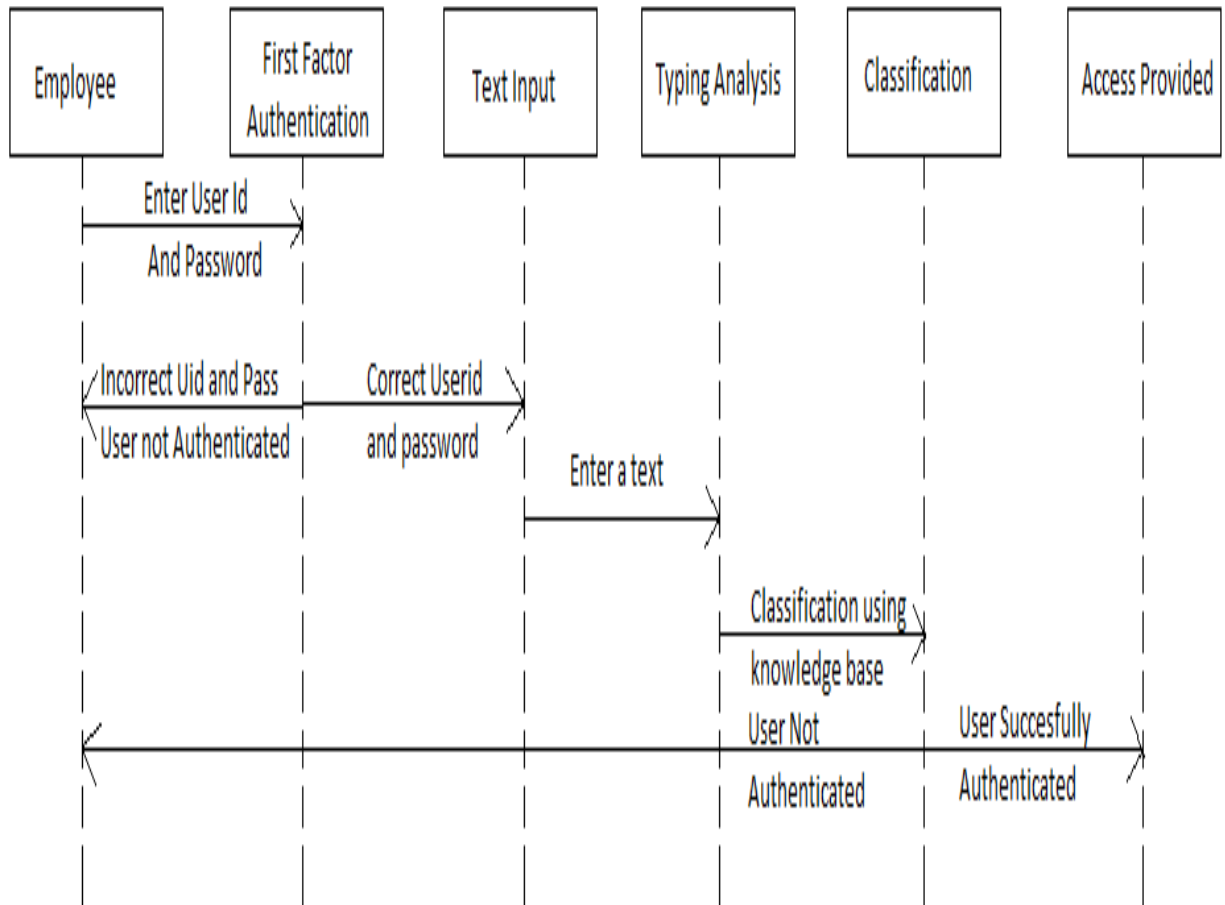 Employee
First Factor
Authentication
Text Input
Typing Analysis
Classification
Access Provided
Enter User Id
And Password
Incorrect Uid and Pass
User not Authenticated
Correct Userid
and password
Enter a text
Classification using
knowledge base
User Not
Authenticated
User Succesfully
Authenticated